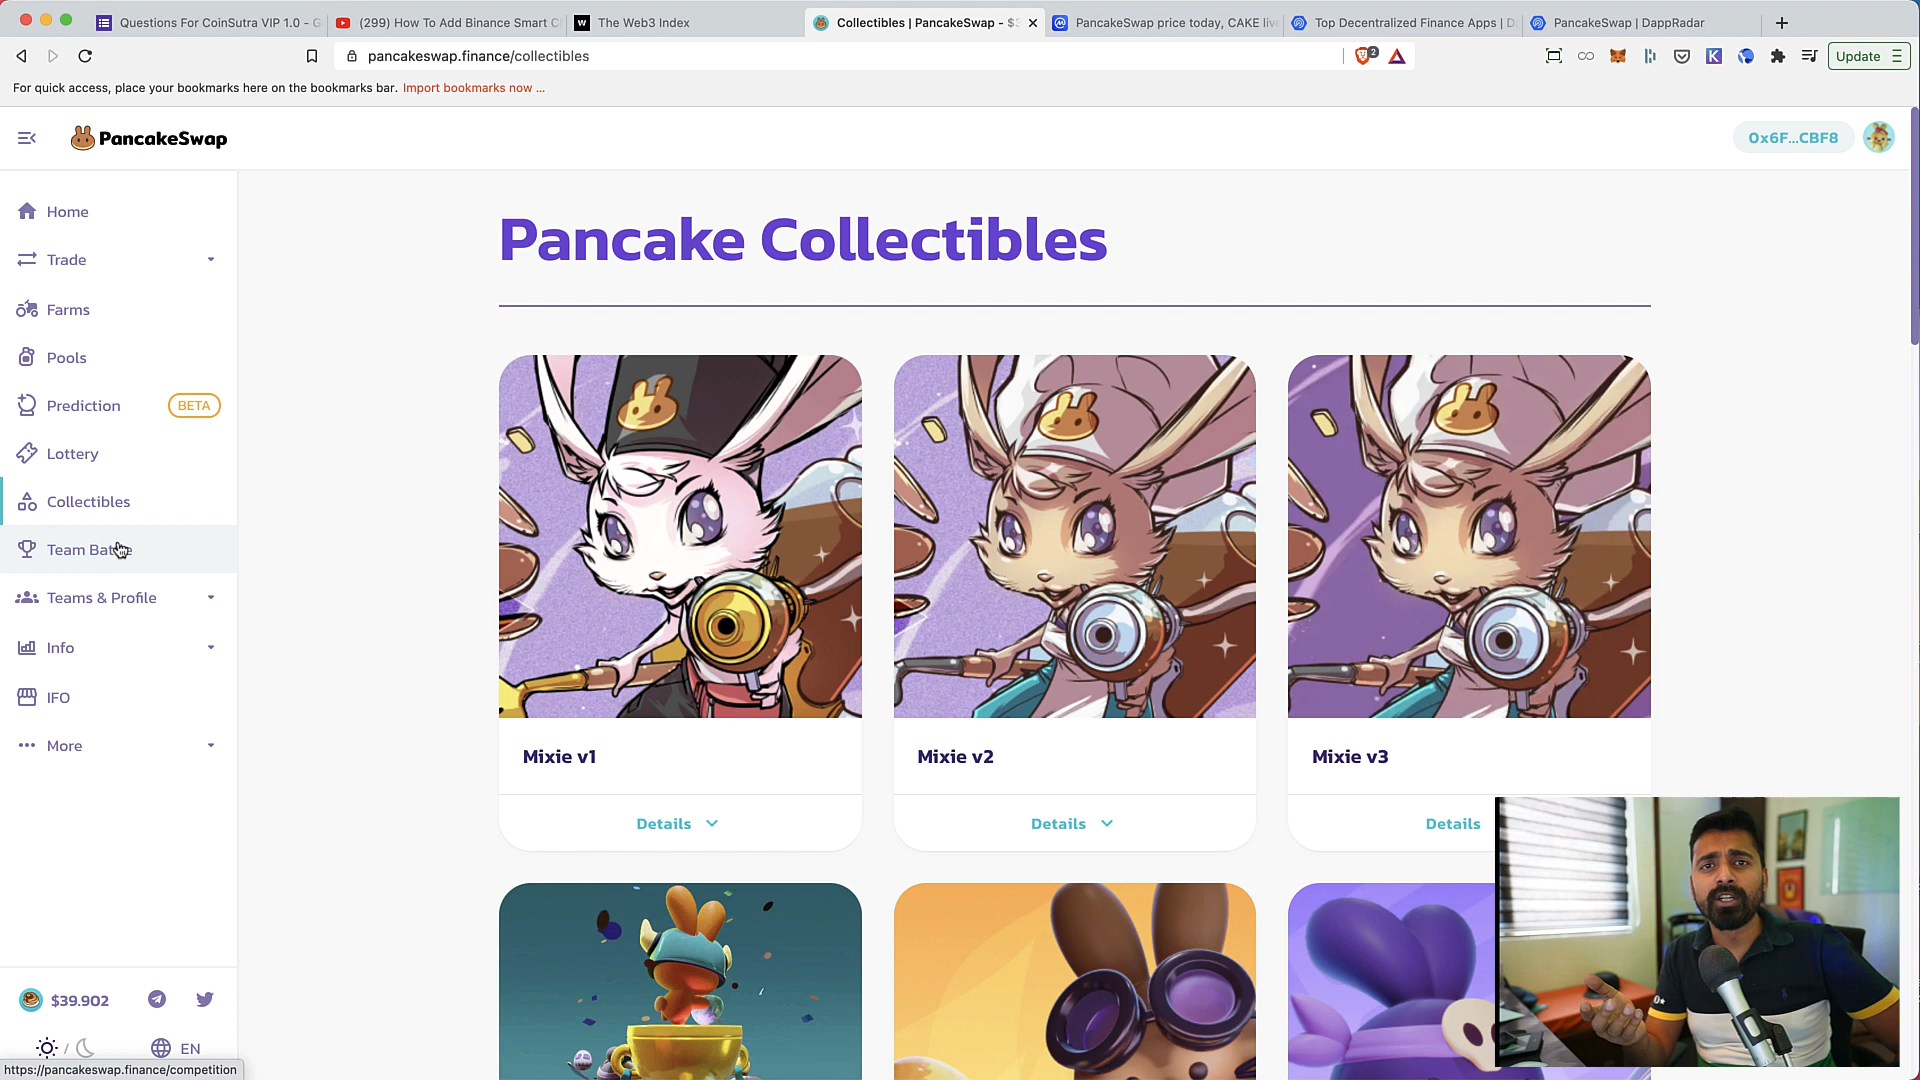 Questions For CoinSutra VIP 1.0 - G
(299) How To Add Binance Smart C
The Web3 Index
Collectibles | PancakeSwap - $3
PancakeSwap price today, CAKE liv
Top Decentralized Finance Apps | D
PancakeSwap | DappRadar
pancakeswap.finance/collectibles
2
Update
For quick access, place your bookmarks here on the bookmarks bar. Import bookmarks now ...
PancakeSwap
0x6F...CBF8
Home
Trade
Farms
Pools
Prediction
BETA
Lottery
Collectibles
Team Battle
Teams & Profile
Info
IFO
More
Pancake Collectibles
Mixie v1
Mixie v2
Mixie v3
Details
Details
Details
$39.902
/
EN
https://pancakeswap.finance/competition